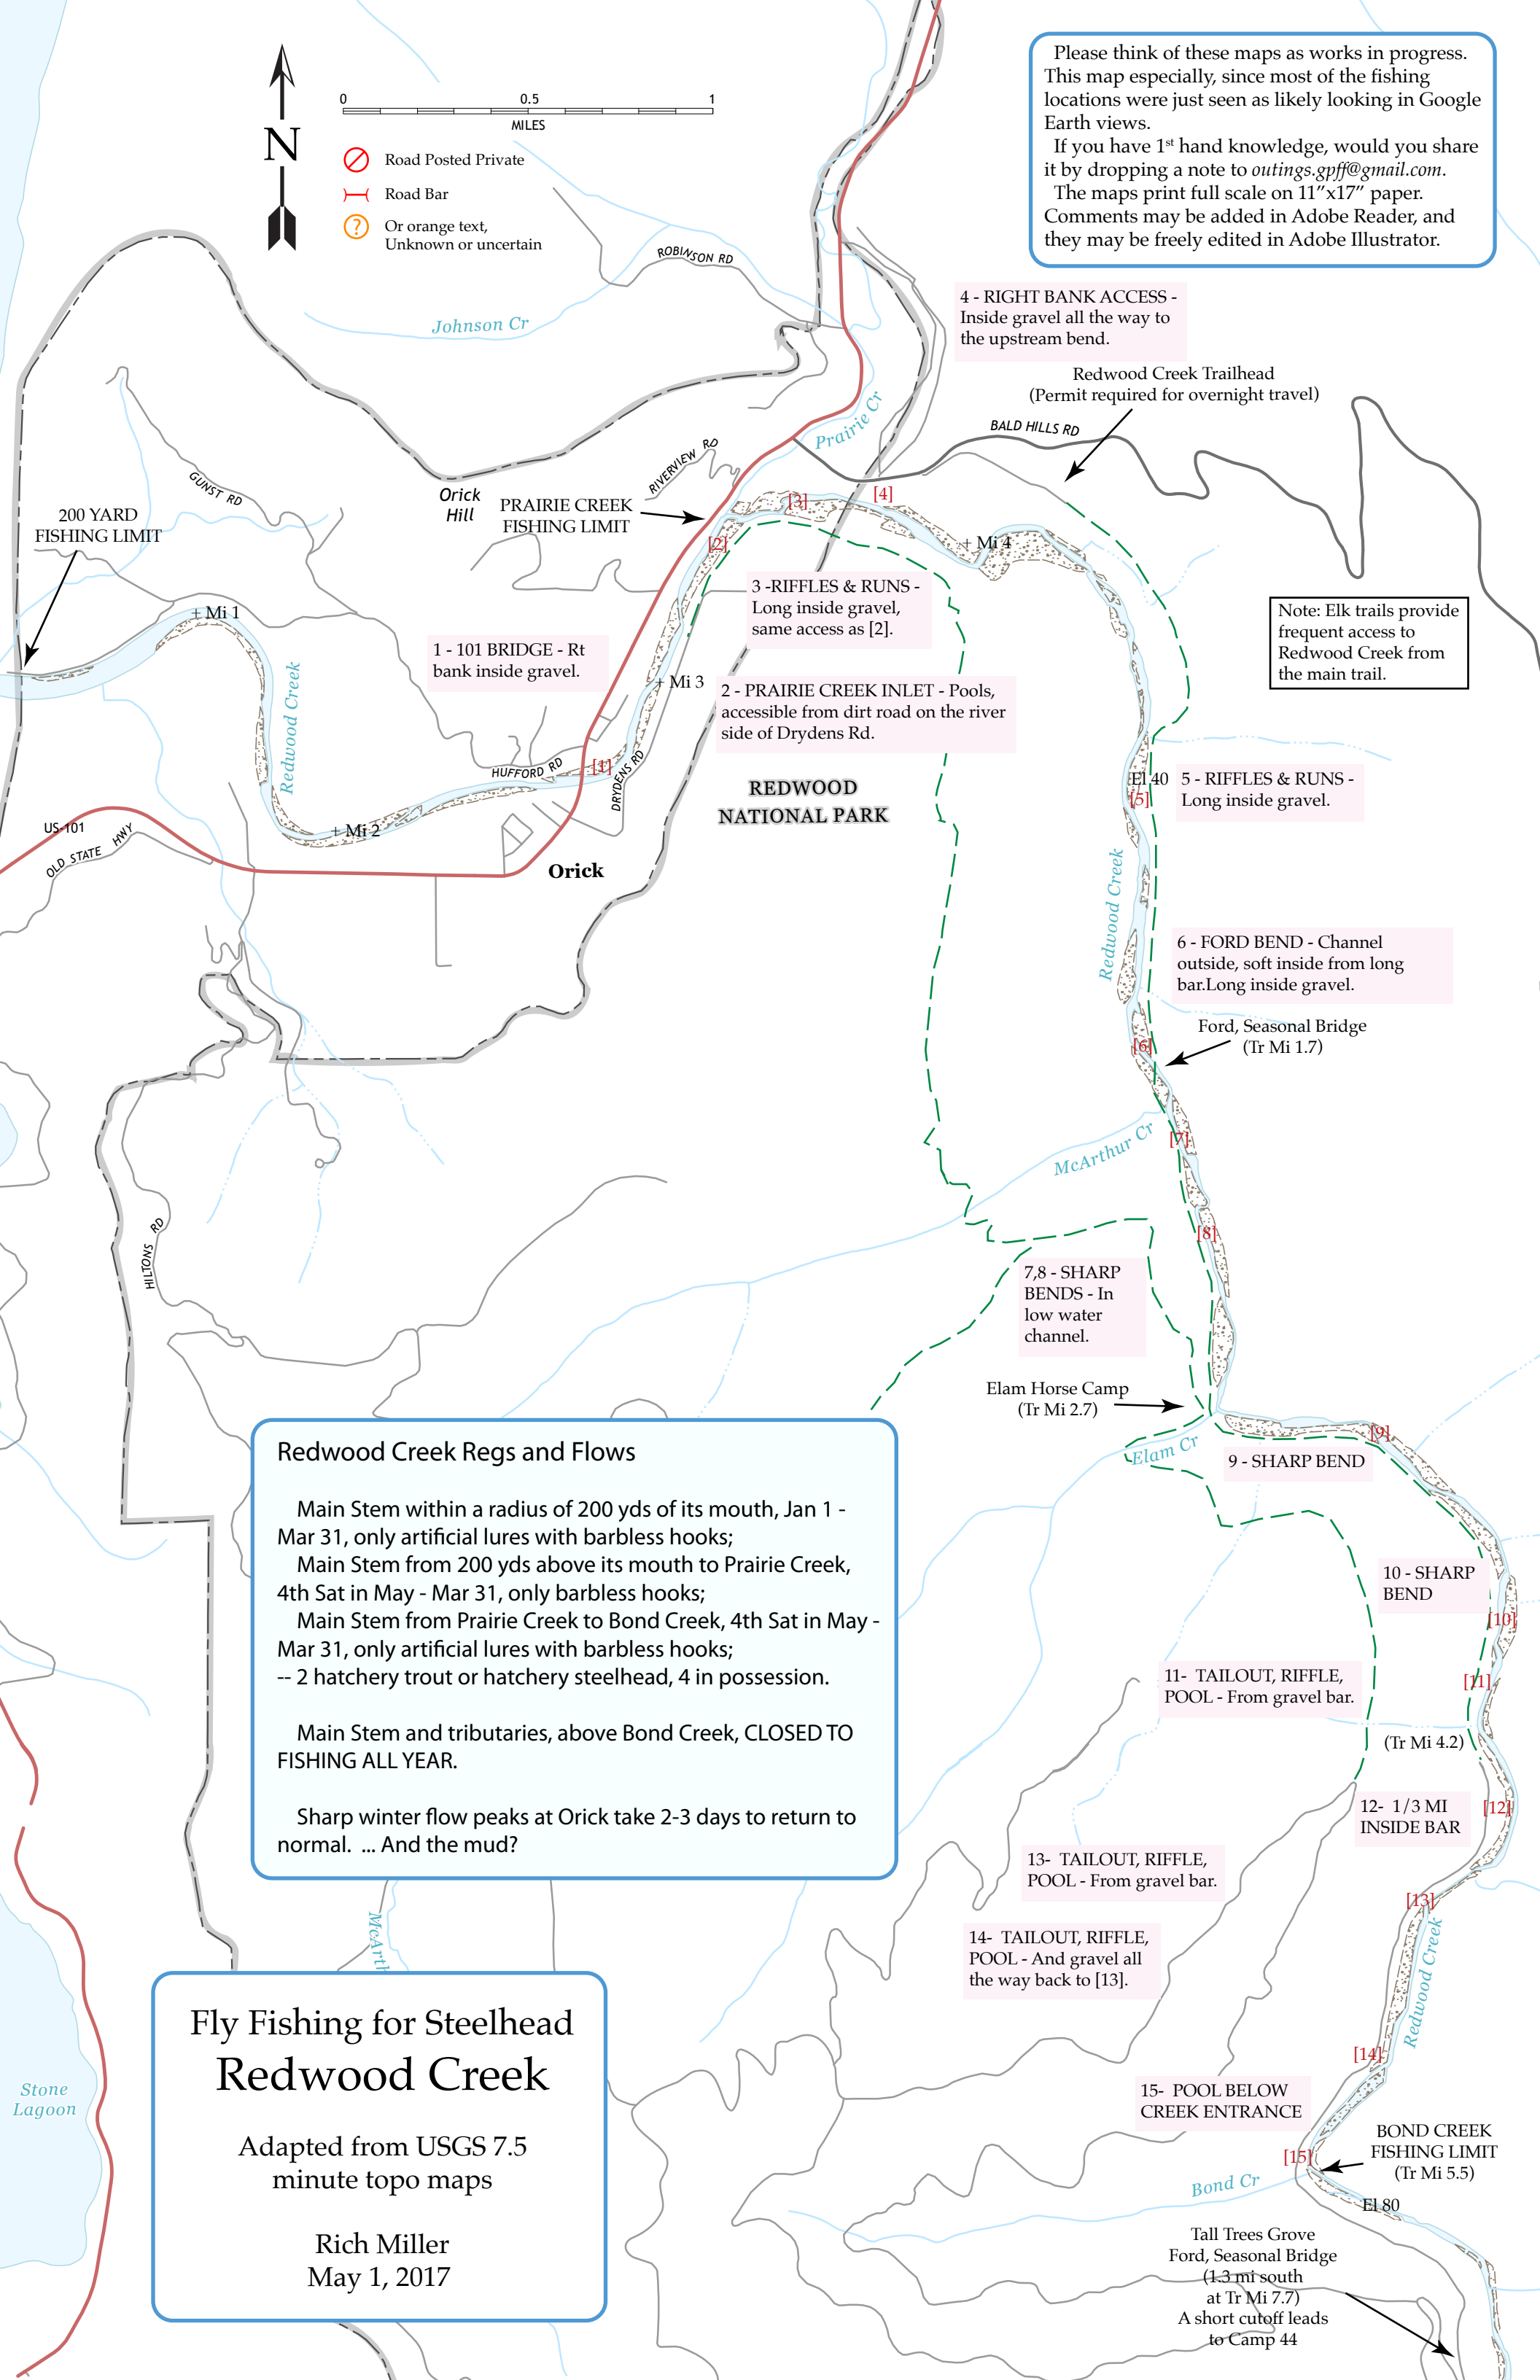 Please think of these maps as works in progress.
This map especially, since most of the fishing
locations were just seen as likely looking in Google
Earth views.
If you have 1st hand knowledge, would you share
it by dropping a note to outings.gpff@gmail.com.
The maps print full scale on 11”x17” paper.
Comments may be added in Adobe Reader, and
they may be freely edited in Adobe Illustrator.
N
0 0.5 1
MILES
Road Posted Private
Road Bar
?
Or orange text,
Unknown or uncertain
ROBINSON RD
Johnson Cr
4 - RIGHT BANK ACCESS -
Inside gravel all the way to
the upstream bend.
Redwood Creek Trailhead
(Permit required for overnight travel)
Prairie Cr
BALD HILLS RD
RIVERVIEW RD
GUNST RD
Orick
Hill
PRAIRIE CREEK
FISHING LIMIT
[3]
[4]
200 YARD
FISHING LIMIT
[2]
+ Mi 4
3 -RIFFLES & RUNS -
Long inside gravel,
same access as [2].
Note: Elk trails provide
frequent access to
Redwood Creek from
the main trail.
+ Mi 1
1 - 101 BRIDGE - Rt
bank inside gravel.
+ Mi 3
2 - PRAIRIE CREEK INLET - Pools,
accessible from dirt road on the river
side of Drydens Rd.
Redwood Creek
HUFFORD RD
[1]
DRYDENS RD
REDWOOD
NATIONAL PARK
El 40
[5]
5 - RIFFLES & RUNS -
Long inside gravel.
US-101
OLD STATE HWY
+ Mi 2
Orick
Redwood Creek
6 - FORD BEND - Channel
outside, soft inside from long
bar.Long inside gravel.
Ford, Seasonal Bridge
(Tr Mi 1.7)
[6]
McArthur Cr
[7]
HILTONS RD
[8]
7,8 - SHARP
BENDS - In
low water
channel.
Elam Horse Camp
(Tr Mi 2.7)
Elam Cr
[9]
9 - SHARP BEND
Redwood Creek Regs and Flows
Main Stem within a radius of 200 yds of its mouth, Jan 1 -
Mar 31, only artificial lures with barbless hooks;
Main Stem from 200 yds above its mouth to Prairie Creek,
4th Sat in May - Mar 31, only barbless hooks;
Main Stem from Prairie Creek to Bond Creek, 4th Sat in May -
Mar 31, only artificial lures with barbless hooks;
-- 2 hatchery trout or hatchery steelhead, 4 in possession.
Main Stem and tributaries, above Bond Creek, CLOSED TO
FISHING ALL YEAR.
Sharp winter flow peaks at Orick take 2-3 days to return to
normal. ... And the mud?
10 - SHARP
BEND
[10]
11- TAILOUT, RIFFLE,
POOL - From gravel bar.
[11]
(Tr Mi 4.2)
12- 1/3 MI
INSIDE BAR
[12]
13- TAILOUT, RIFFLE,
POOL - From gravel bar.
[13]
14- TAILOUT, RIFFLE,
POOL - And gravel all
the way back to [13].
Redwood Creek
[14]
McArth
Fly Fishing for Steelhead
Redwood Creek
Adapted from USGS 7.5
minute topo maps
Rich Miller
May 1, 2017
Stone
Lagoon
15- POOL BELOW
CREEK ENTRANCE
[15]
BOND CREEK
FISHING LIMIT
(Tr Mi 5.5)
Bond Cr
El 80
Tall Trees Grove
Ford, Seasonal Bridge
(1.3 mi south
at Tr Mi 7.7)
A short cutoff leads
to Camp 44